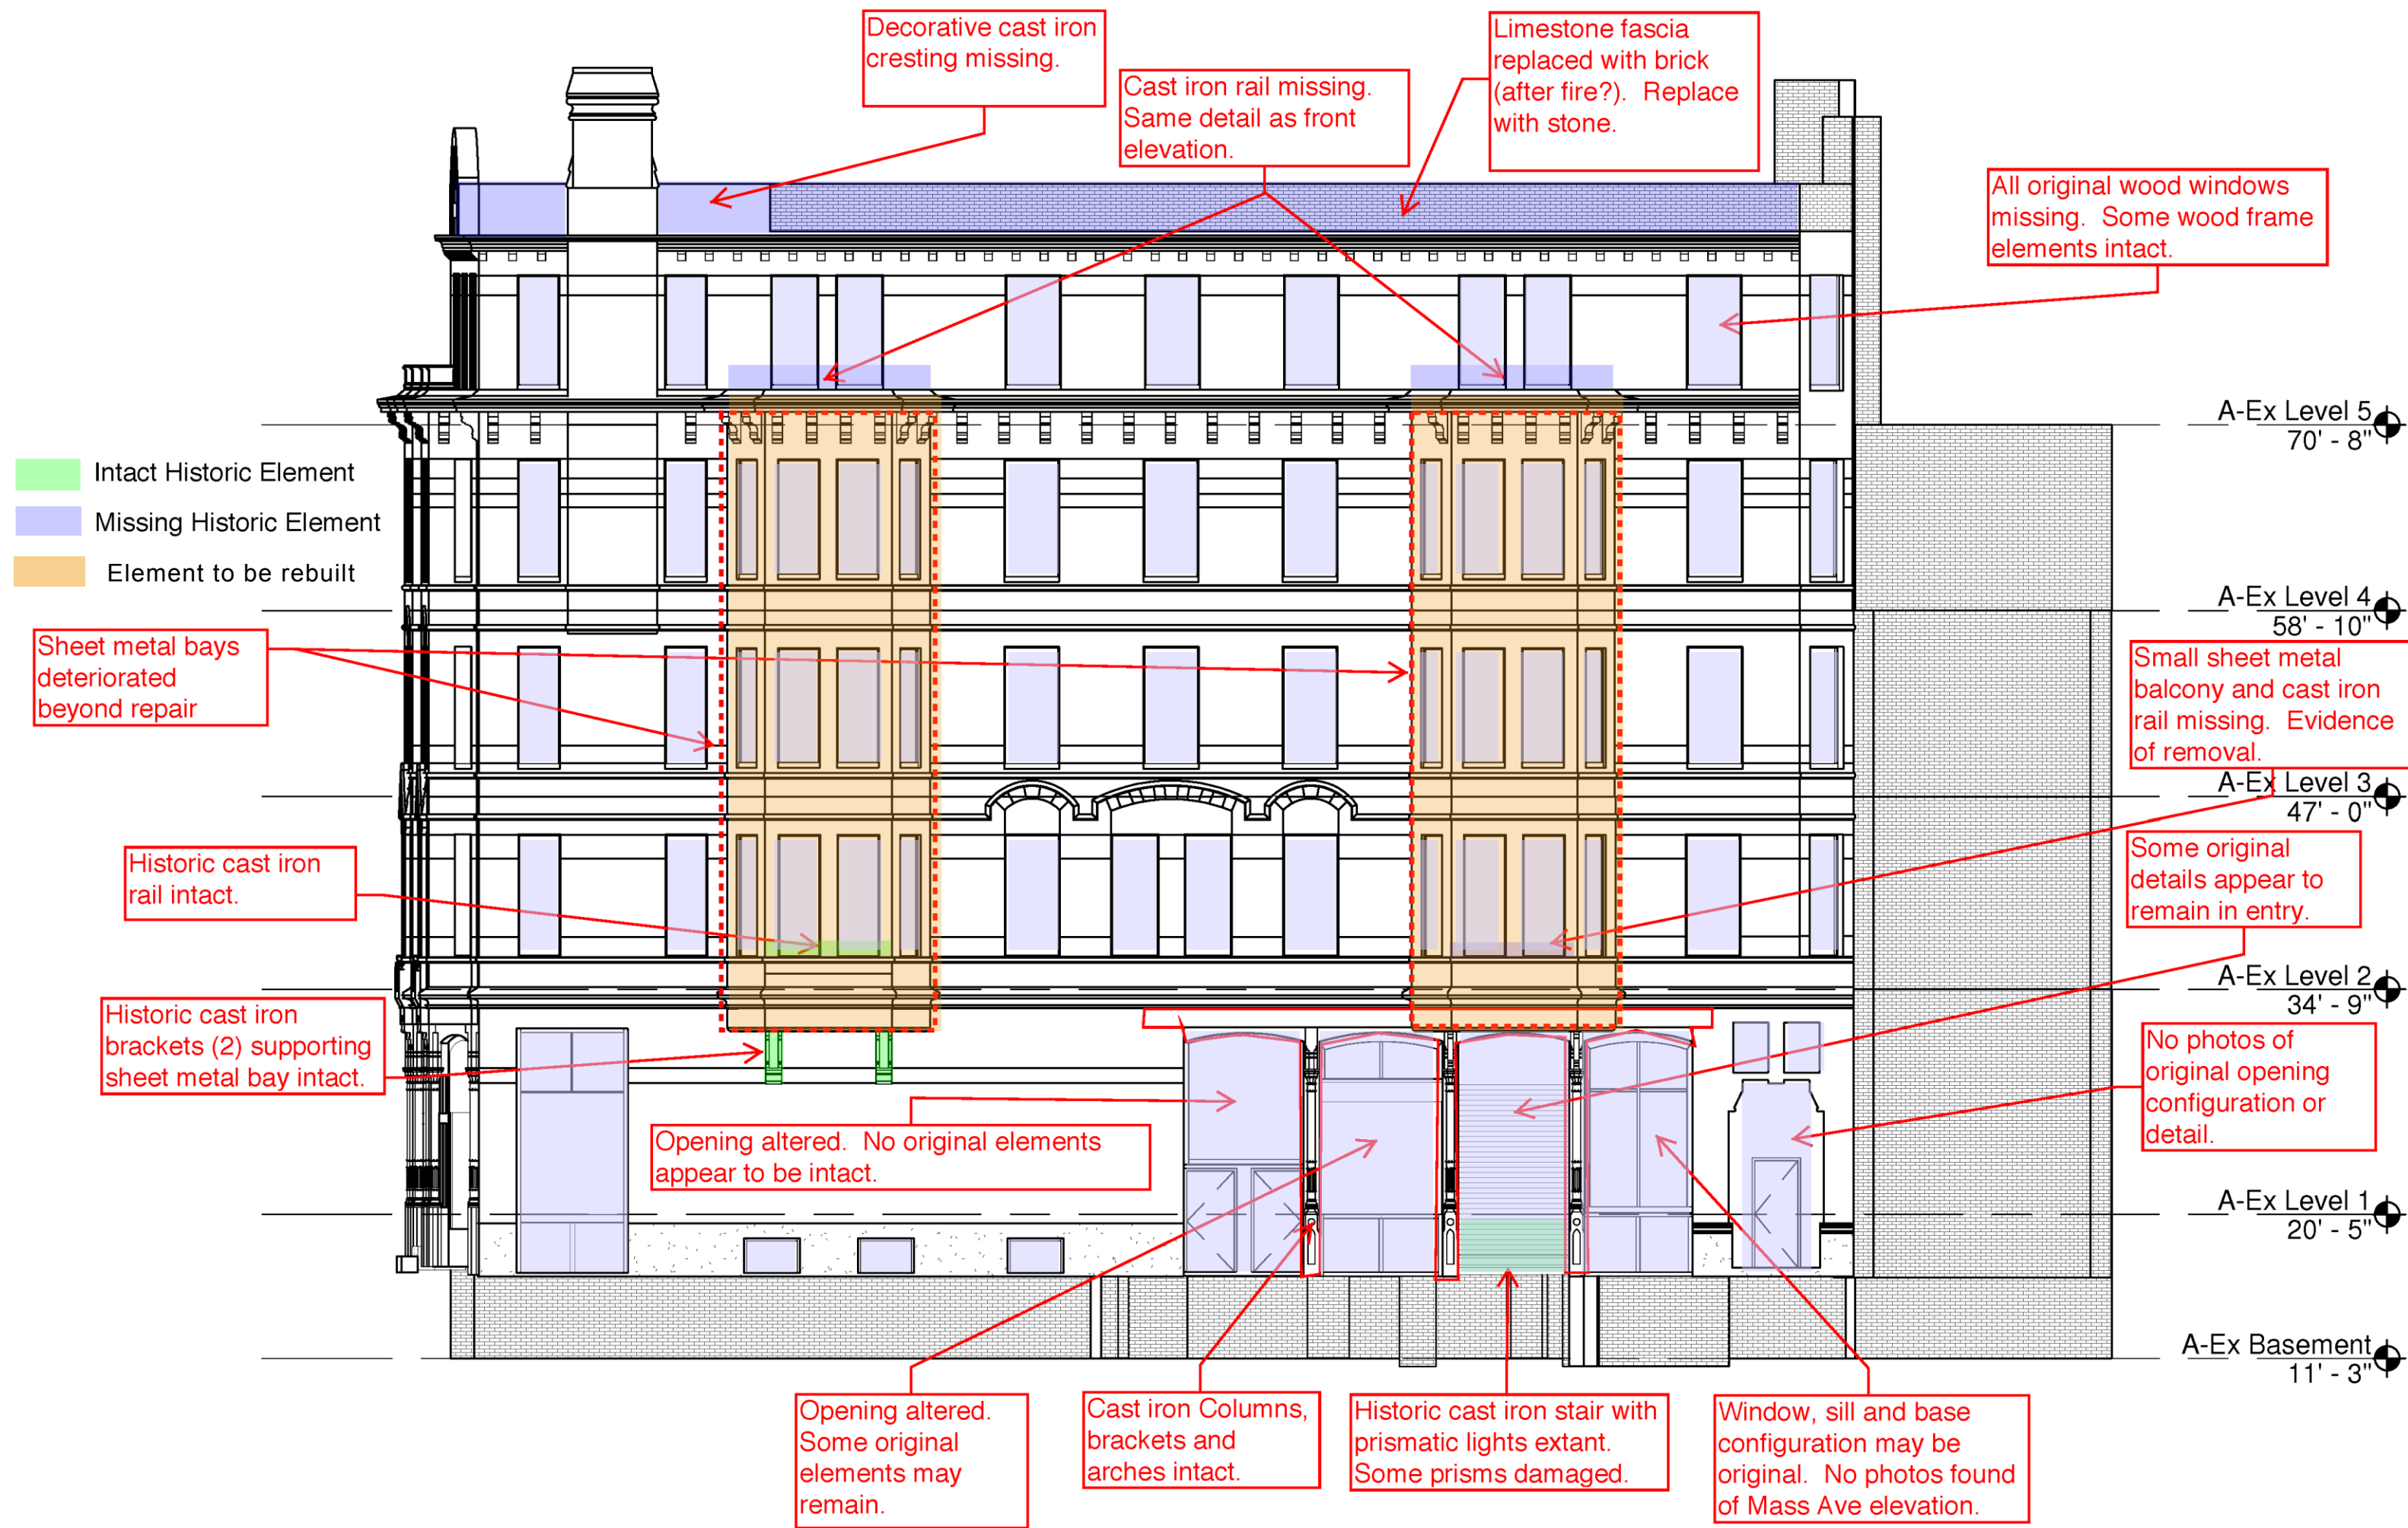 Decorative cast iron
cresting missing.
Cast iron rail missing.
Same detail as front
elevation.
Limestone fascia
replaced with brick
(after fire?).  Replace
with stone.
All original wood windows
missing.  Some wood frame
elements intact.
A-Ex Level 5
70' - 8"
Intact Historic Element
Missing Historic Element
Element to be rebuilt
A-Ex Level 4
58' - 10"
Sheet metal bays
deteriorated
beyond repair
Small sheet metal
balcony and cast iron
rail missing.  Evidence
of removal.
A-Ex Level 3
47' - 0"
Historic cast iron
rail intact.
Some original
details appear to
remain in entry.
A-Ex Level 2
34' - 9"
Historic cast iron
brackets (2) supporting
sheet metal bay intact.
No photos of
original opening
configuration or
detail.
Opening altered.  No original elements
appear to be intact.
A-Ex Level 1
20' - 5"
A-Ex Basement
11' - 3"
Opening altered.
Some original
elements may
remain.
Cast iron Columns,
brackets and
arches intact.
Historic cast iron stair with
prismatic lights extant.
Some prisms damaged.
Window, sill and base
configuration may be
original.  No photos found
of Mass Ave elevation.